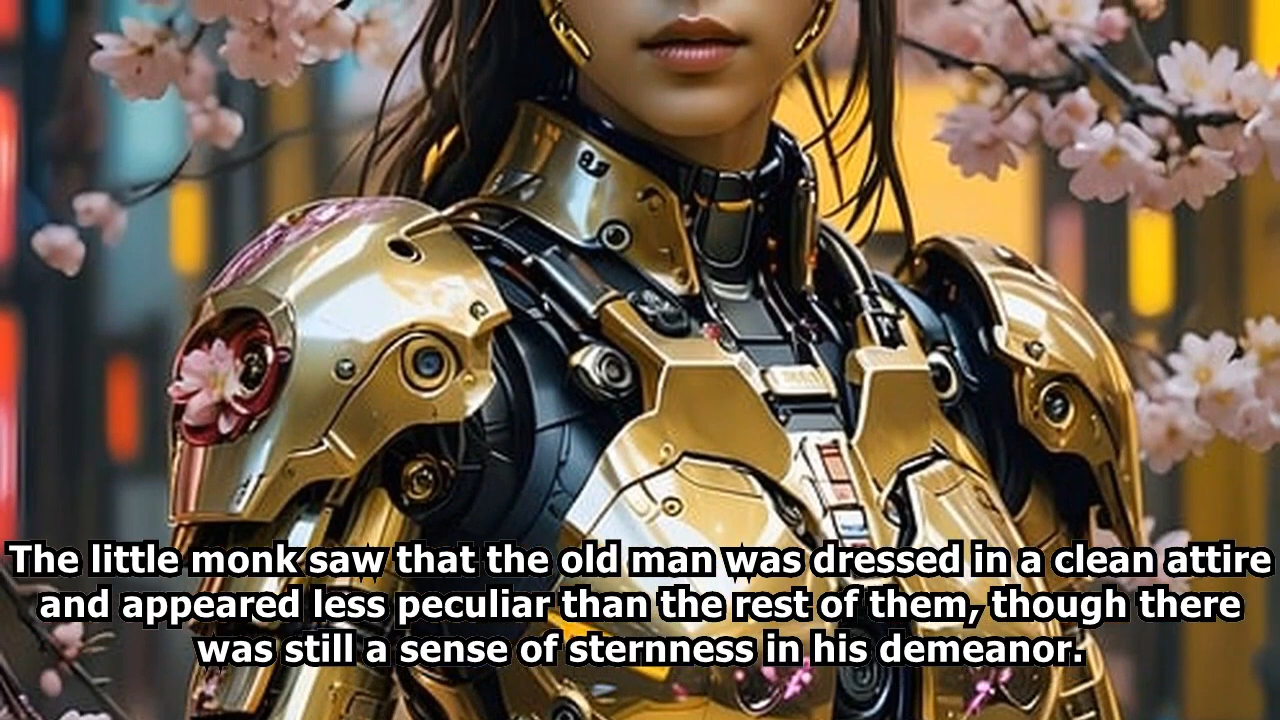 The little monk saw that the old man was dressed in a clean attire
and appeared less peculiar than the rest of them, though there
was still a sense of sternness in his demeanor.